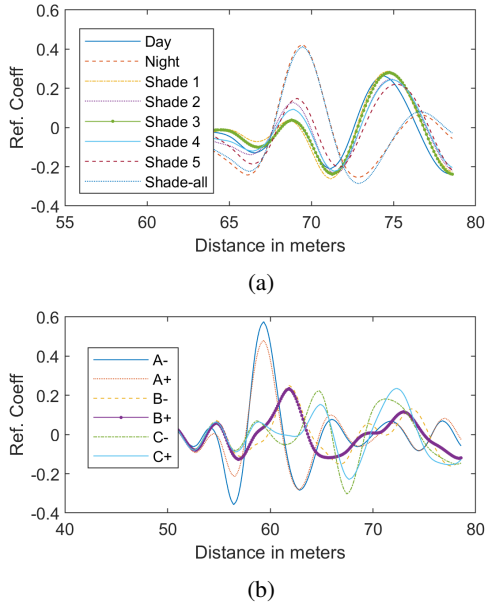 0.6
0.4
0.2
0
-0.2
-0.4
Ref. Coeff
Day
Night
Shade 1
Shade 2
Shade 3
Shade 4
Shade 5
Shade-all
55 60 65 70 75 80
Distance in meters
(a)
0.6
0.4
0.2
0
-0.2
-0.4
Ref. Coeff
A-
A+
B-
B+
C-
C+
40 50 60 70 80
Distance in meters
(b)